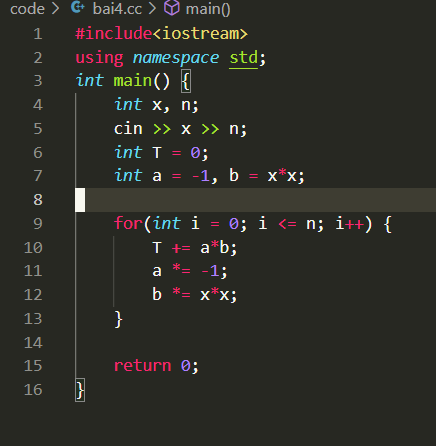 code > bai4.cc > main()
1 #include<iostream>
2 using namespace std;
3 int main() {
4     int x, n;
5     cin >> x >> n;
6     int T = 0;
7     int a = -1, b = x*x;
8
9     for(int i = 0; i <= n; i++) {
10         T += a*b;
11         a *= -1;
12         b *= x*x;
13     }
14
15     return 0;
16 }